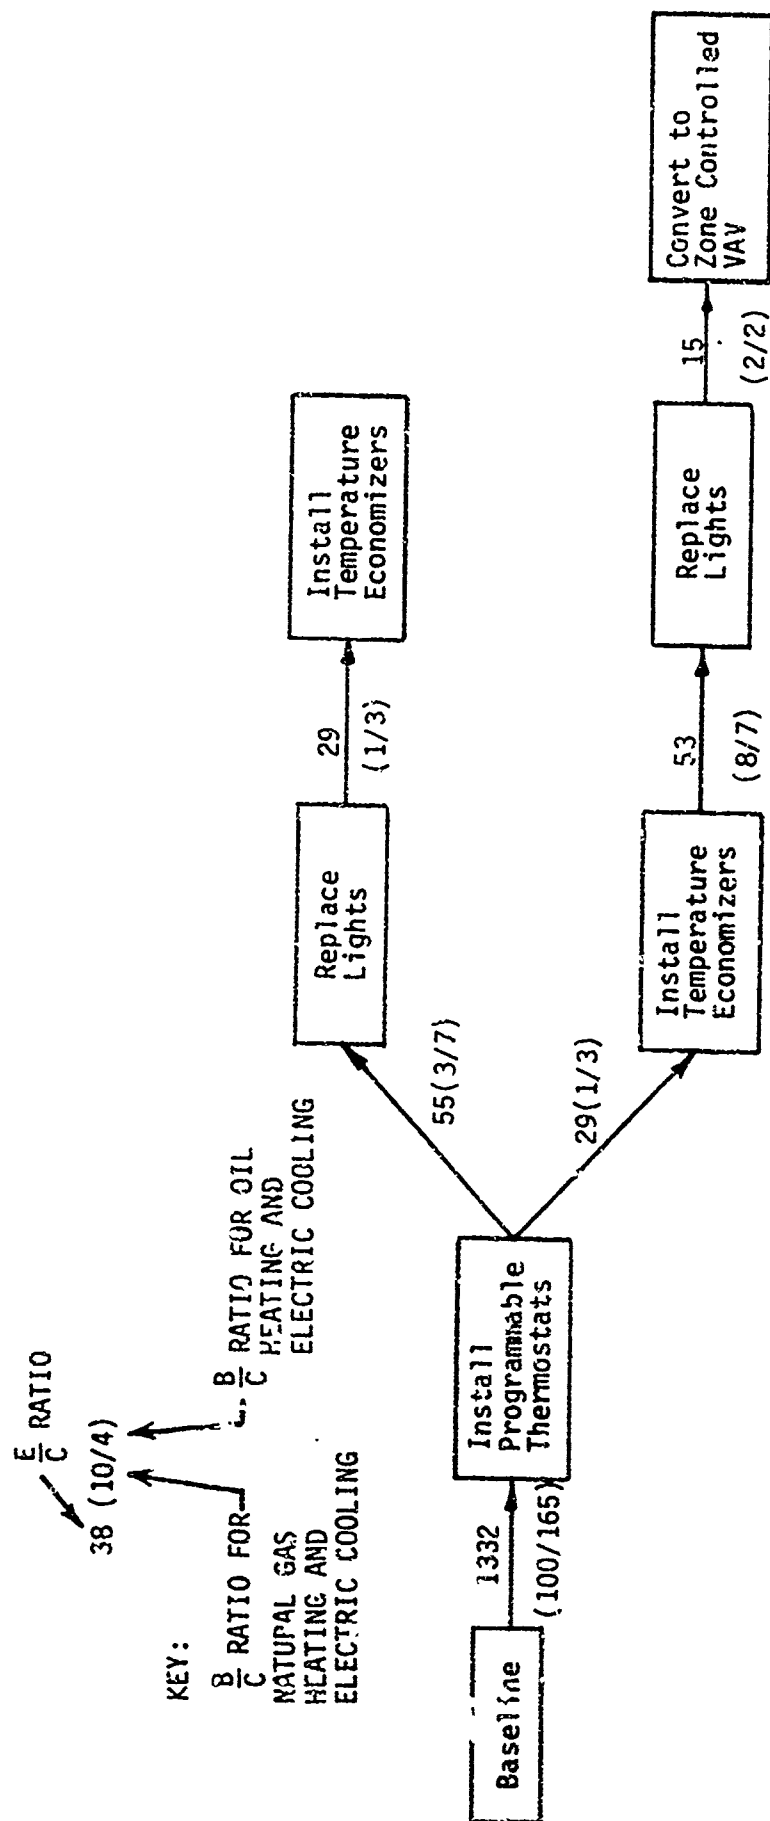 E
C RATIO
38 (10/4)
KEY:
B
C RATIO FOR
NATUPAL GAS
HEATING AND
ELECTRIC COOLING
B
C RATIO FOR OIL
HEATING AND
ELECTRIC COOLING
Baseline
1332
(100/165)
Install
Programmable
Thermostats
55(3/7)
29(1/3)
Replace
Lights
29
(1/3)
Install
Temperature
Economizers
Install
Temperature
Economizers
53
(8/7)
Replace
Lights
15
(2/2)
Convert to
Zone Controlled
VAV